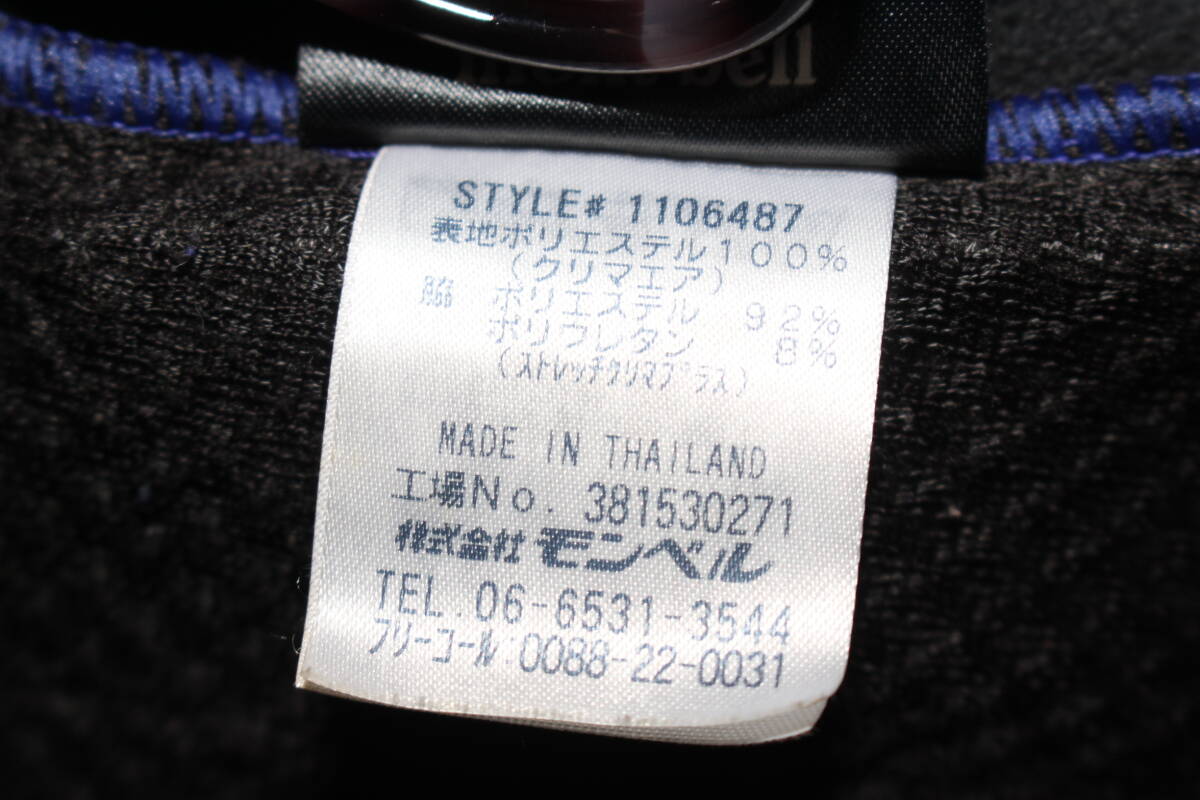 STYLE# 1106487
表地ポリエステル100%
(クリマエア)
脇 ポリエステル 92%
ポリウレタン 8%
(ストレッチクリマプラス)
MADE IN THAILAND
工場No. 381530271
株式会社 モンベル
TEL. 06-6531-3544
フリーコール:0088-22-0031